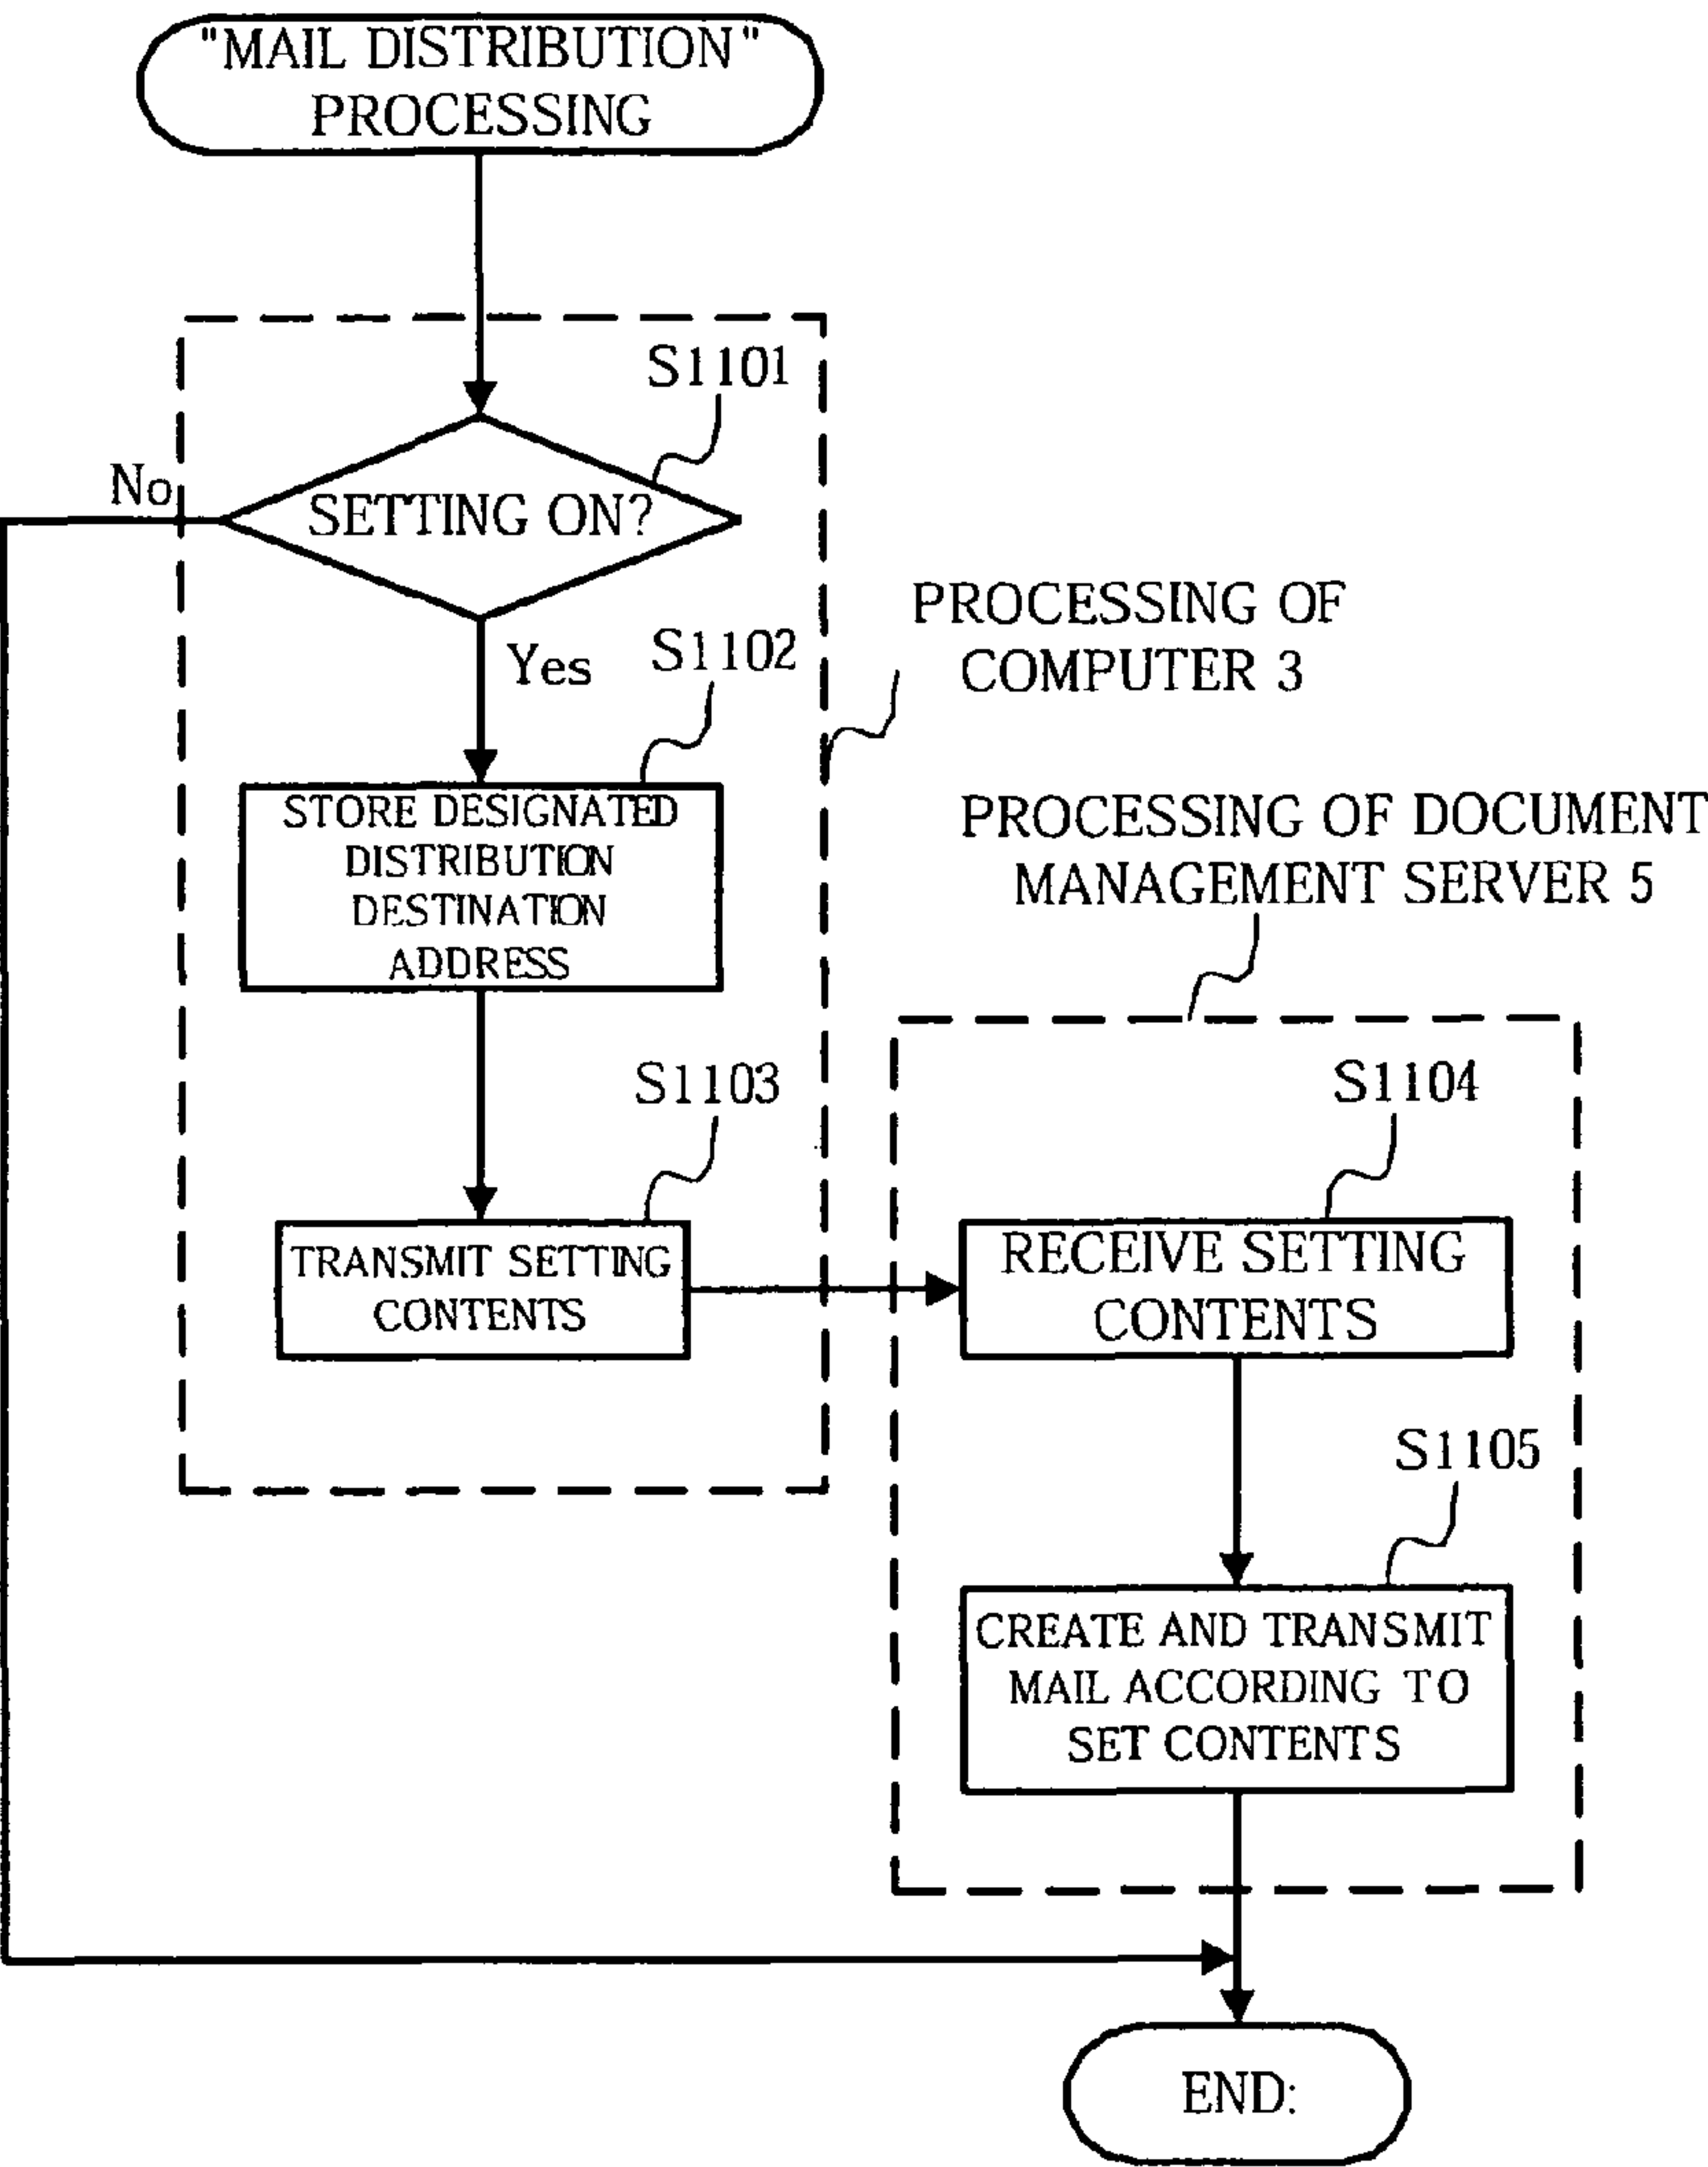 "MAIL DISTRIBUTION"
PROCESSING
S1101
No
SETTING ON?
PROCESSING OF
COMPUTER 3
Yes
S1102
STORE DESIGNATED
DISTRIBUTION
DESTINATION
ADDRESS
PROCESSING OF DOCUMENT
MANAGEMENT SERVER 5
S1103
TRANSMIT SETTING
CONTENTS
S1104
RECEIVE SETTING
CONTENTS
S1105
CREATE AND TRANSMIT
MAIL ACCORDING TO
SET CONTENTS
END: